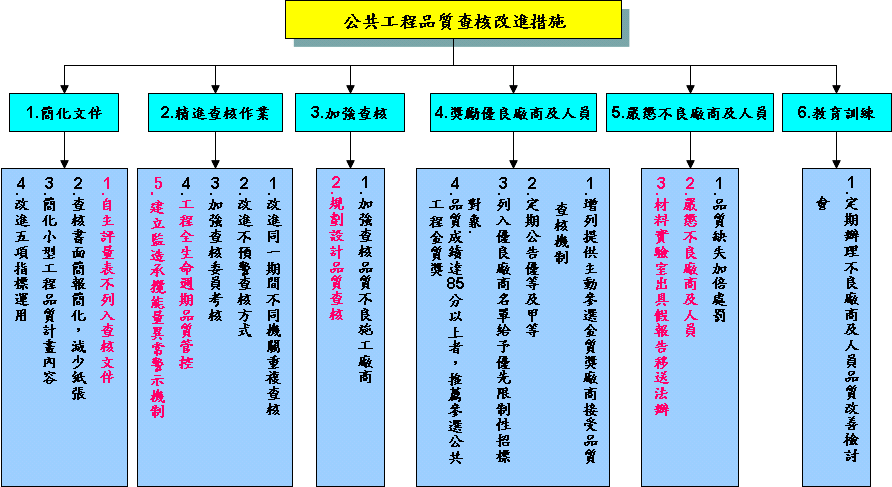 公共工程品質查核改進措施
1.簡化文件
2.精進查核作業
3.加強查核
4.獎勵優良廠商及人員
5.嚴懲不良廠商及人員
6.教育訓練
1.自主評量表不列入查核文件
2.查核書面簡報簡化，減少紙張
3.簡化小型工程品質計畫內容
4.改進五項指標運用
1.改進同一期間不同機關重複查核
2.改進不預警查核方式
3.加強查核委員考核
4.工程全生命週期品質管控
5.建立監造承攬能量異常警示機制
1.加強查核品質不良施工廠商
2.規劃設計品質查核
1.增列提供主動參選金質獎廠商接受品質
查核機制
2.定期公告優等及甲等
3.列入優良廠商名單給予優先限制性招標
對象.
4.品質成績達85分以上者，推薦參選公共
工程金質獎
1.品質缺失加倍處罰
2.嚴懲不良廠商及人員
3.材料實驗室出具假報告移送法辦
1.定期辦理不良廠商及人員品質改善檢討
會